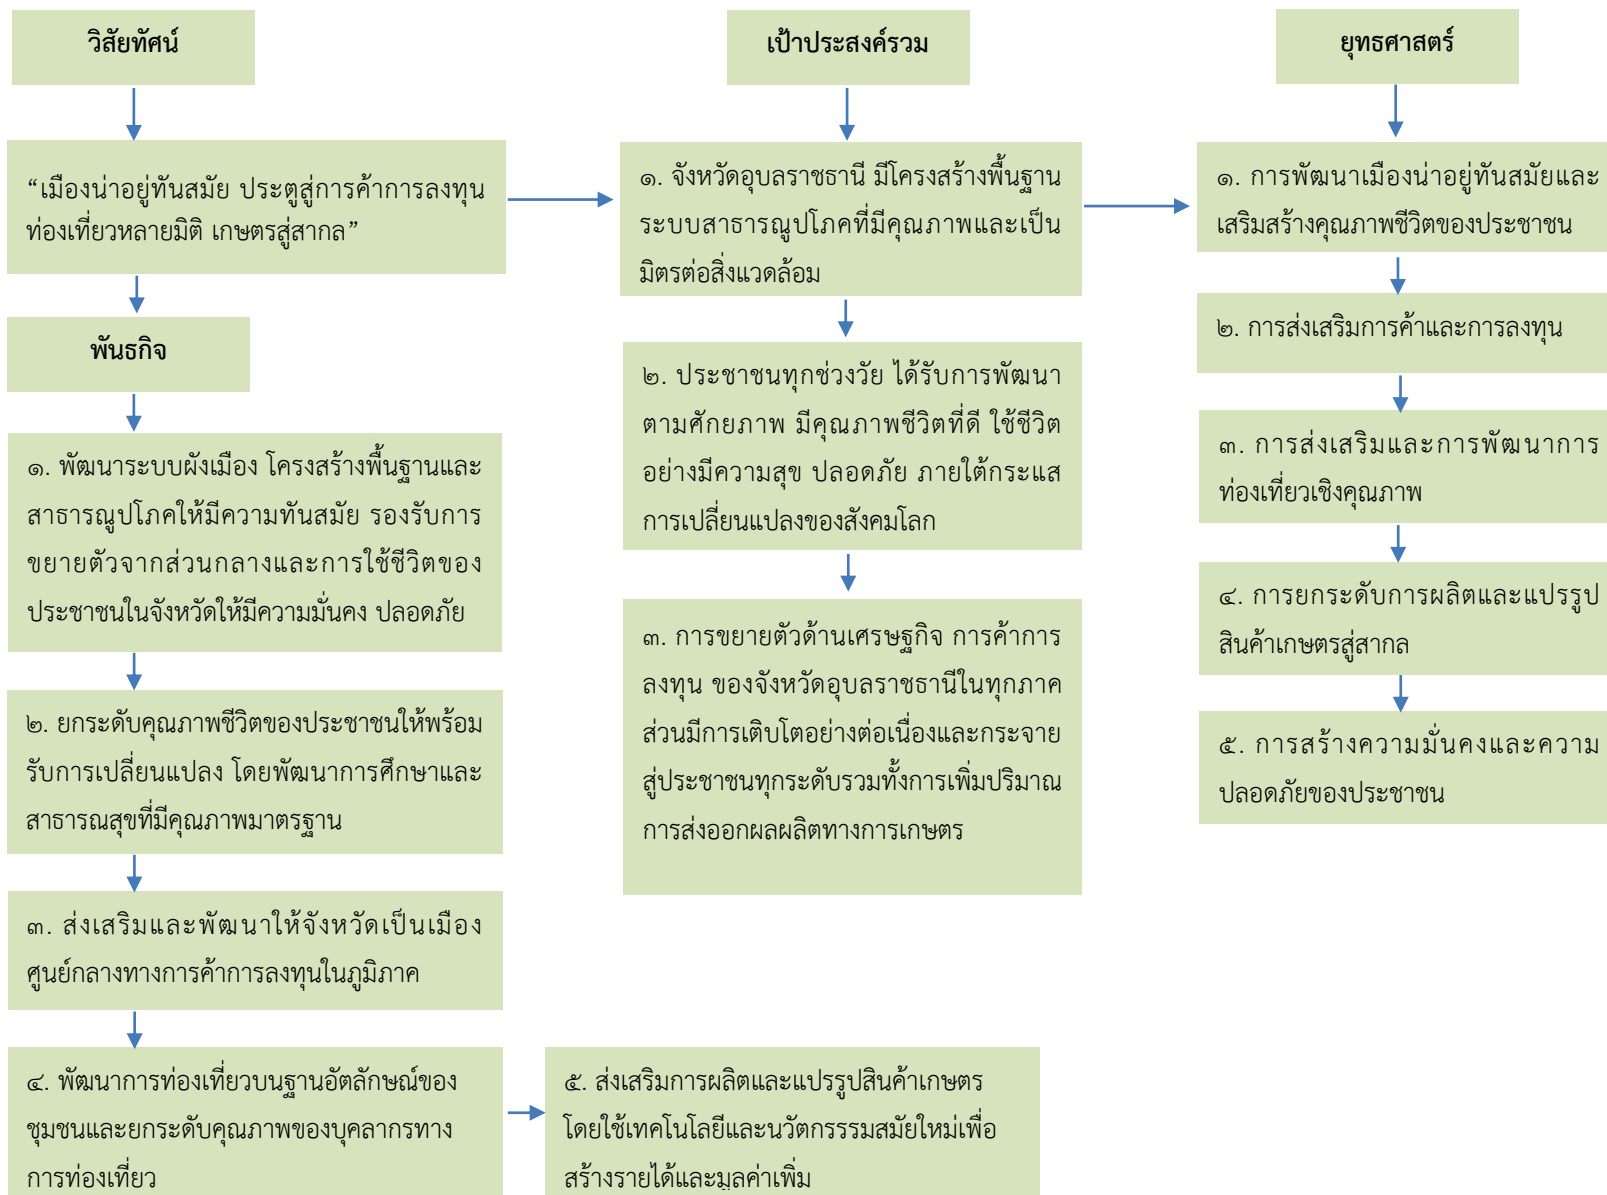 วิสัยทัศน์
“เมืองน่าอยู่ทันสมัย ประตูสู่การค้าการลงทุน
ท่องเที่ยวหลายมิติ เกษตรสู่สากล”
พันธกิจ
๑. พัฒนาระบบผังเมือง โครงสร้างพื้นฐานและ
สาธารณูปโภคให้มีความทันสมัย รองรับการ
ขยายตัวจากส่วนกลางและการใช้ชีวิตของ
ประชาชนในจังหวัดให้มีความมั่นคง ปลอดภัย
๒. ยกระดับคุณภาพชีวิตของประชาชนให้พร้อม
รับการเปลี่ยนแปลง โดยพัฒนาการศึกษาและ
สาธารณสุขที่มีคุณภาพมาตรฐาน
๓. ส่งเสริมและพัฒนาให้จังหวัดเป็นเมือง
ศูนย์กลางทางการค้าการลงทุนในภูมิภาค
๔. พัฒนาการท่องเที่ยวบนฐานอัตลักษณ์ของ
ชุมชนและยกระดับคุณภาพของบุคลากรทาง
การท่องเที่ยว
๕. ส่งเสริมการผลิตและแปรรูปสินค้าเกษตร
โดยใช้เทคโนโลยีและนวัตกรรรมสมัยใหม่เพื่อ
สร้างรายได้และมูลค่าเพิ่ม
เป้าประสงค์รวม
๑. จังหวัดอุบลราชธานี มีโครงสร้างพื้นฐาน
ระบบสาธารณูปโภคที่มีคุณภาพและเป็น
มิตรต่อสิ่งแวดล้อม
๒. ประชาชนทุกช่วงวัย ได้รับการพัฒนา
ตามศักยภาพ มีคุณภาพชีวิตที่ดี ใช้ชีวิต
อย่างมีความสุข ปลอดภัย ภายใต้กระแส
การเปลี่ยนแปลงของสังคมโลก
๓. การขยายตัวด้านเศรษฐกิจ การค้าการ
ลงทุน ของจังหวัดอุบลราชธานีในทุกภาค
ส่วนมีการเติบโตอย่างต่อเนื่องและกระจาย
สู่ประชาชนทุกระดับรวมทั้งการเพิ่มปริมาณ
การส่งออกผลผลิตทางการเกษตร
ยุทธศาสตร์
๑. การพัฒนาเมืองน่าอยู่ทันสมัยและ
เสริมสร้างคุณภาพชีวิตของประชาชน
๒. การส่งเสริมการค้าและการลงทุน
๓. การส่งเสริมและการพัฒนาการ
ท่องเที่ยวเชิงคุณภาพ
๔. การยกระดับการผลิตและแปรรูป
สินค้าเกษตรสู่สากล
๕. การสร้างความมั่นคงและความ
ปลอดภัยของประชาชน